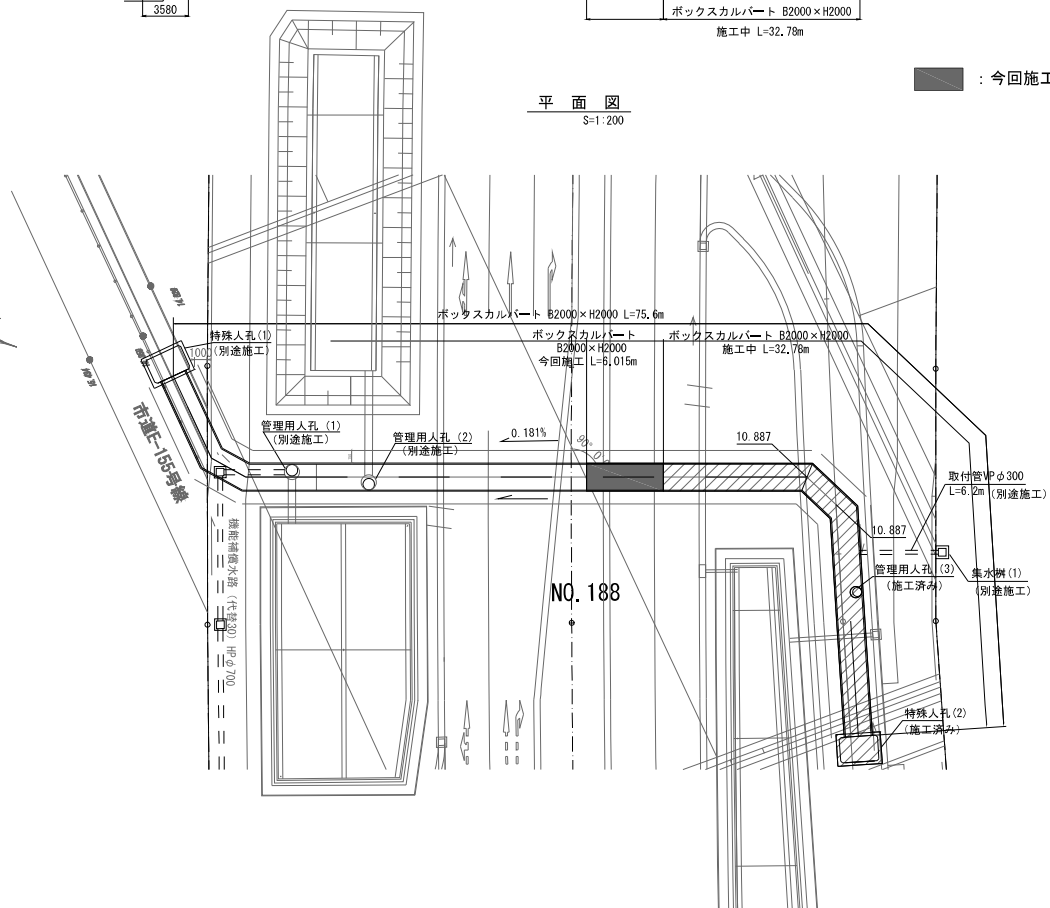 3580
ボックスカルバート B2000×H2000
施工中 L=32.78m
平 面 図
S=1:200
ボックスカルバート B2000×H2000 L=75.6m
特殊人孔(1)
(別途施工)
ボックスカルバート
B2000×H2000
今回施工 L=6.015m
ボックスカルバート B2000×H2000
施工中 L=32.78m
市道E-155号線
管理用人孔 (1)
(別途施工)
管理用人孔 (2)
(別途施工)
0.181%
10.887
取付管VPφ300
L=6.2m (別途施工)
10.887
管理用人孔 (3)
(施工済み)
集水桝(1)
(別途施工)
機能補償水路 (代替30) HPφ700
NO.188
特殊人孔(2)
(施工済み)